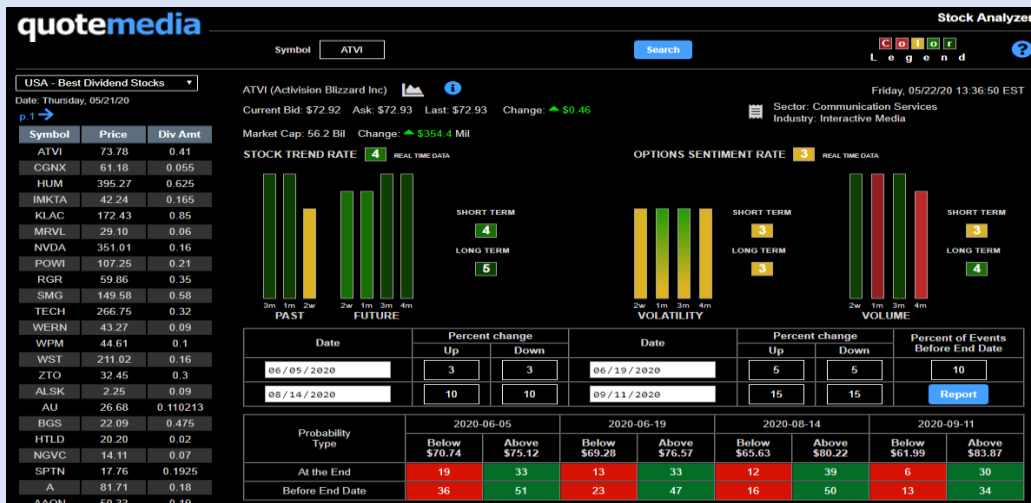 quotemedia
Stock Analyzer
Symbol ATVI Search
Color
Legend
?
USA - Best Dividend Stocks
Date: Thursday, 05/21/20
p.1
Symbol Price Div Amt
ATVI 73.78 0.41
CGNX 61.18 0.055
HUM 395.27 0.625
IMKTA 42.24 0.165
KLAC 172.43 0.85
MRVL 29.10 0.06
NVDA 351.01 0.16
POWI 107.25 0.21
RGR 59.86 0.35
SMG 149.58 0.58
TECH 266.75 0.32
WERN 43.27 0.09
WPM 44.61 0.1
WST 211.02 0.16
ZTO 32.45 0.3
ALSK 2.25 0.09
AU 26.68 0.110213
BGS 22.09 0.475
HTLD 20.20 0.02
NGVC 14.11 0.07
SPTN 17.76 0.1925
A 81.71 0.18
ATVI (Activision Blizzard Inc) i
Friday, 05/22/20 13:36:50 EST
Current Bid: $72.92 Ask: $72.93 Last: $72.93 Change: $0.46
Sector: Communication Services
Industry: Interactive Media
Market Cap: 56.2 Bil Change: $354.4 Mil
STOCK TREND RATE 4 REAL TIME DATA
OPTIONS SENTIMENT RATE 3 REAL TIME DATA
SHORT TERM
4
LONG TERM
5
3m 1m 2w
PAST
2w 1m 3m 4m
FUTURE
SHORT TERM
3
LONG TERM
3
2w 1m 3m 4m
VOLATILITY
SHORT TERM
3
LONG TERM
4
2w 1m 3m 4m
VOLUME
Date Percent change Date Percent change Percent of Events Before End Date
Up Down Up Down
06/05/2020 3 3 06/19/2020 5 5 10
08/14/2020 10 10 09/11/2020 15 15 Report
Probability Type 2020-06-05 2020-06-19 2020-08-14 2020-09-11
Below $70.74 Above $75.12 Below $69.28 Above $76.57 Below $65.63 Above $80.22 Below $61.99 Above $83.87
At the End 19 33 13 33 12 39 6 30
Before End Date 36 51 23 47 16 50 13 34